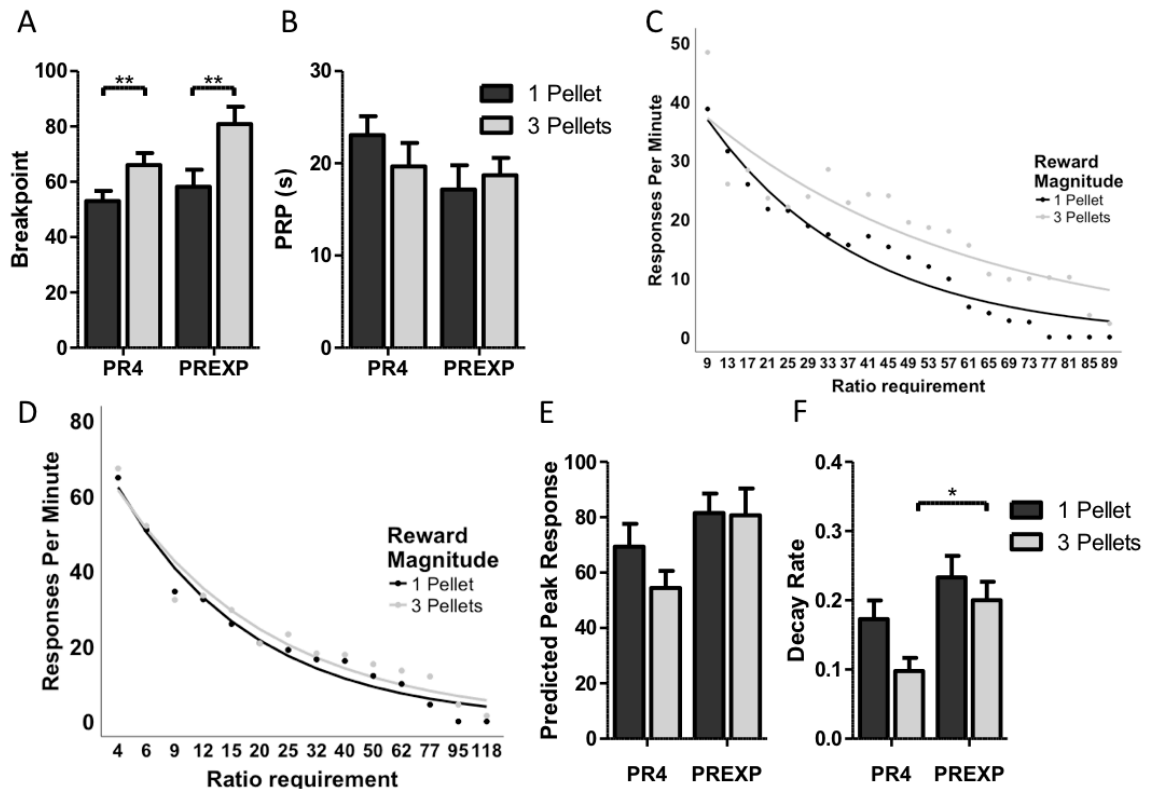 A
Breakpoint
100
80
60
40
20
0
**
**
PR4 PREXP
B
PRP (s)
30
20
10
0
1 Pellet
3 Pellets
PR4 PREXP
C
Responses Per Minute
50
40
30
20
10
0
Reward
Magnitude
1 Pellet
3 Pellets
9 13 17 21 25 29 33 37 41 45 49 53 57 61 65 69 73 77 81 85 89
Ratio requirement
D
Responses Per Minute
80
60
40
20
0
Reward
Magnitude
1 Pellet
3 Pellets
4 6 9 12 15 20 25 32 40 50 62 77 95 118
Ratio requirement
E
Predicted Peak Response
100
80
60
40
20
0
PR4 PREXP
F
Decay Rate
0.4
0.3
0.2
0.1
0.0
*
1 Pellet
3 Pellets
PR4 PREXP